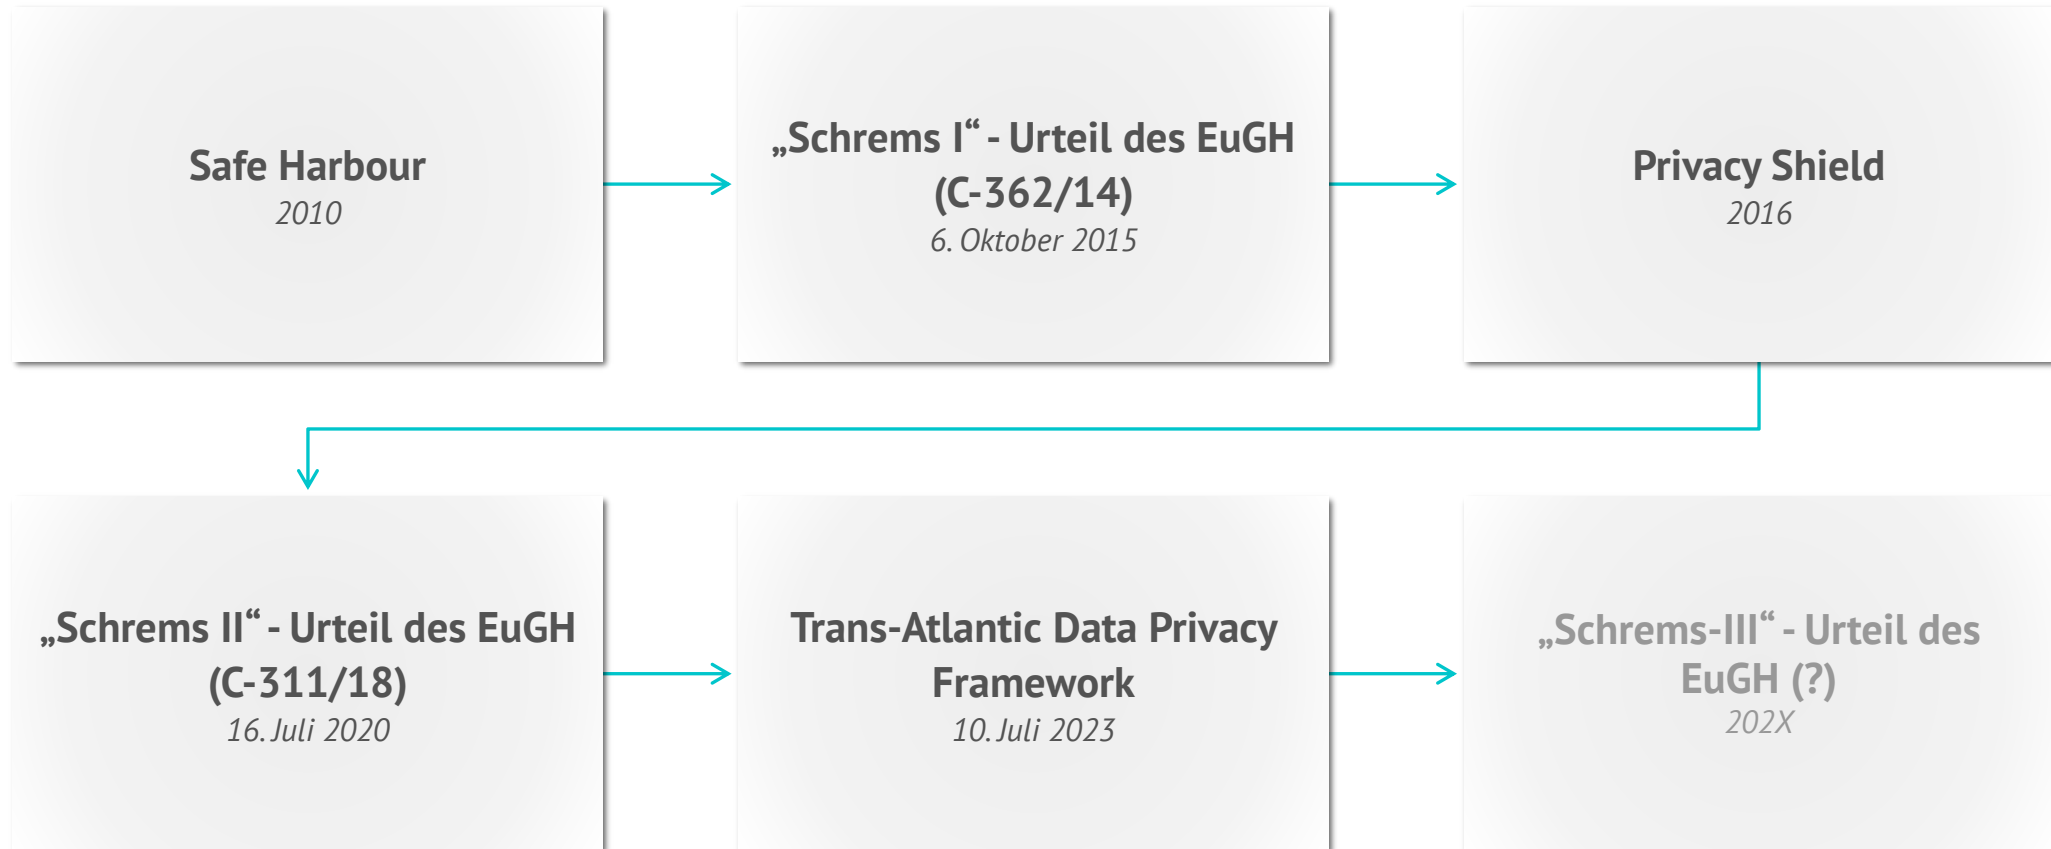 Safe Harbour
2010
„Schrems I“ - Urteil des EuGH
(C-362/14)
6. Oktober 2015
Privacy Shield
2016
„Schrems II“ - Urteil des EuGH
(C-311/18)
16. Juli 2020
Trans-Atlantic Data Privacy
Framework
10. Juli 2023
„Schrems-III“ - Urteil des
EuGH (?)
202X